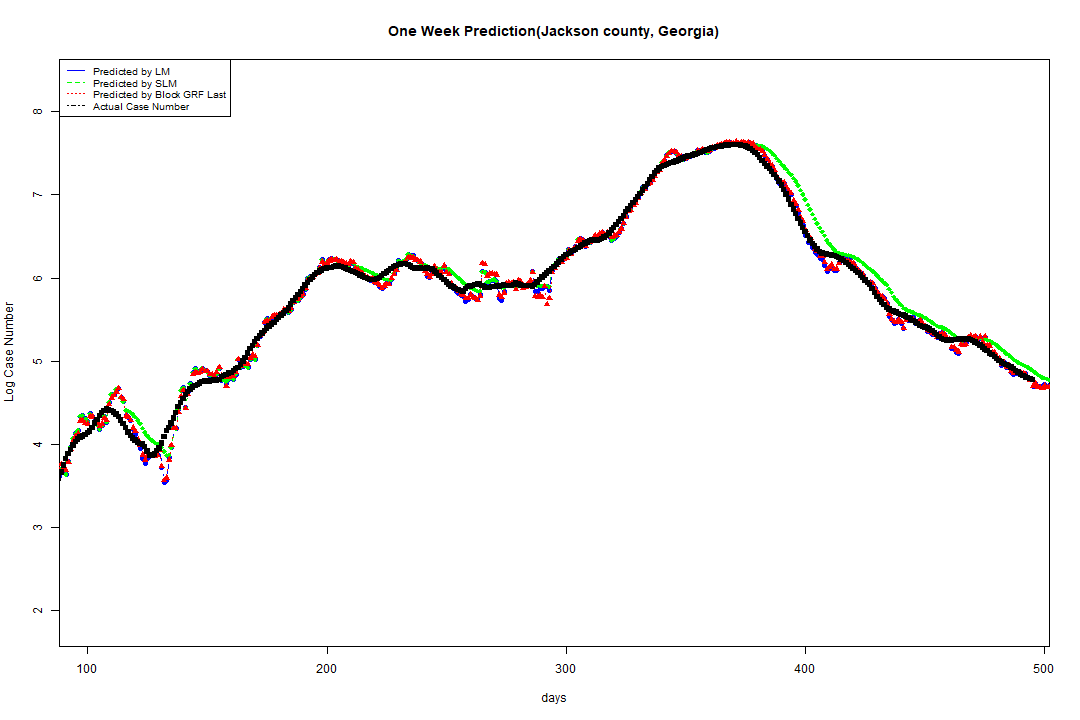 One Week Prediction(Jackson county, Georgia)
Predicted by LM
Predicted by SLM
Predicted by Block GRF Last
Actual Case Number
8
7
6
5
4
3
2
Log Case Number
100 200 300 400 500
days